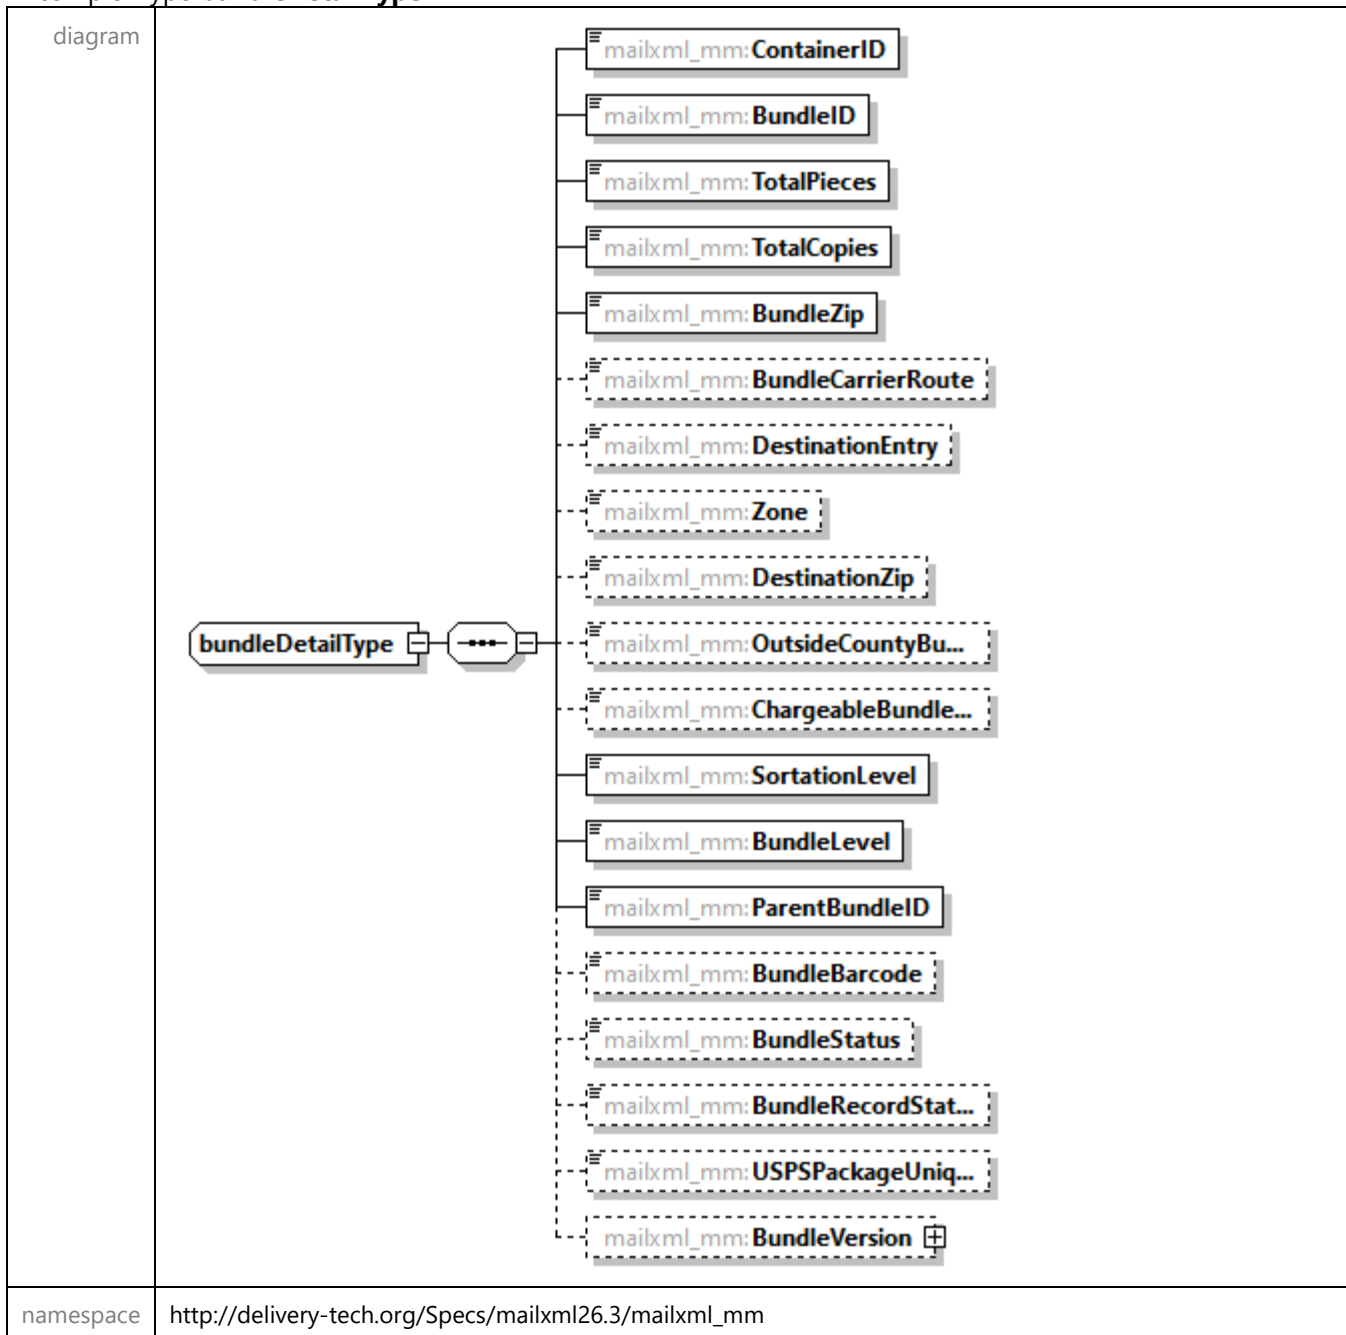 diagram
mailxml_mm:ContainerID
mailxml_mm:BundleID
mailxml_mm:TotalPieces
mailxml_mm:TotalCopies
mailxml_mm:BundleZip
mailxml_mm:BundleCarrierRoute
mailxml_mm:DestinationEntry
mailxml_mm:Zone
mailxml_mm:DestinationZip
bundleDetailType
mailxml_mm:OutsideCountyBu...
mailxml_mm:ChargeableBundle...
mailxml_mm:SortationLevel
mailxml_mm:BundleLevel
mailxml_mm:ParentBundleID
mailxml_mm:BundleBarcode
mailxml_mm:BundleStatus
mailxml_mm:BundleRecordStat...
mailxml_mm:USPSPackageUniq...
mailxml_mm:BundleVersion
namespace http://delivery-tech.org/Specs/mailxml26.3/mailxml_mm